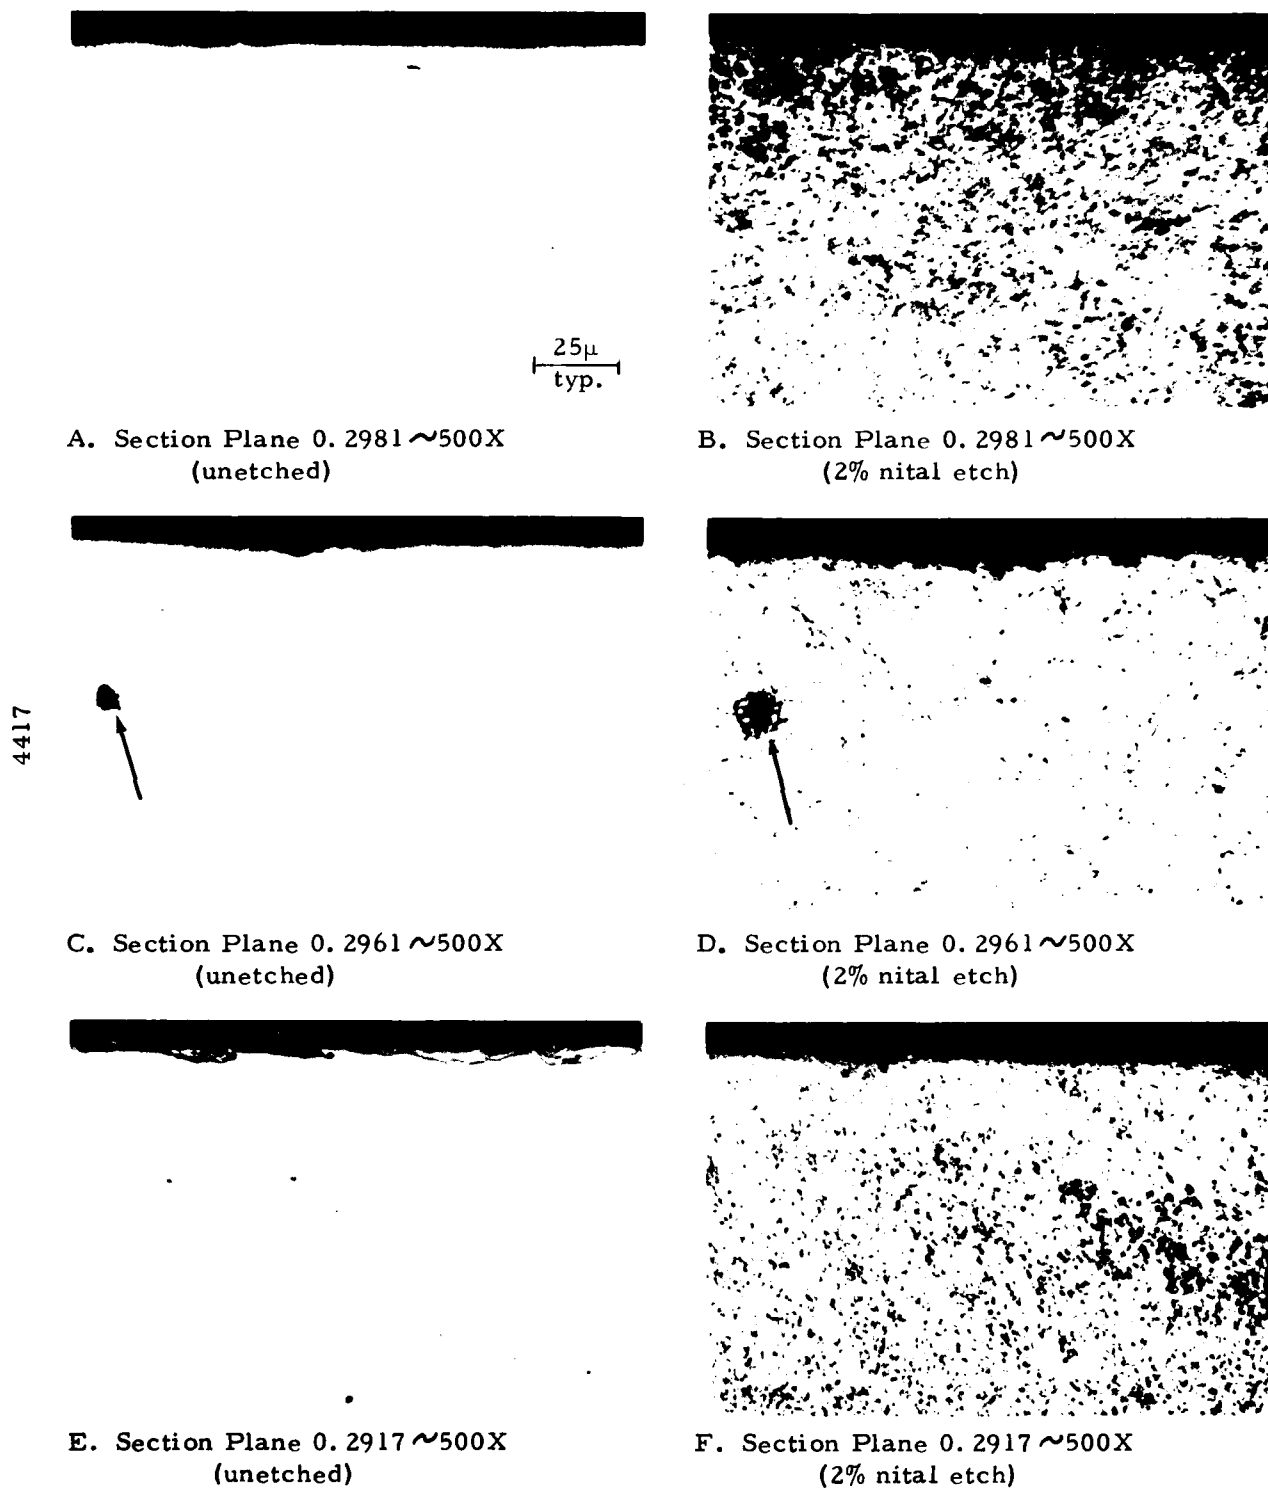 25μ
typ.
A. Section Plane 0.2981 ~500X
(unetched)
B. Section Plane 0.2981 ~500X
(2% nital etch)
4417
C. Section Plane 0.2961 ~500X
(unetched)
D. Section Plane 0.2961 ~500X
(2% nital etch)
E. Section Plane 0.2917 ~500X
(unetched)
F. Section Plane 0.2917 ~500X
(2% nital etch)